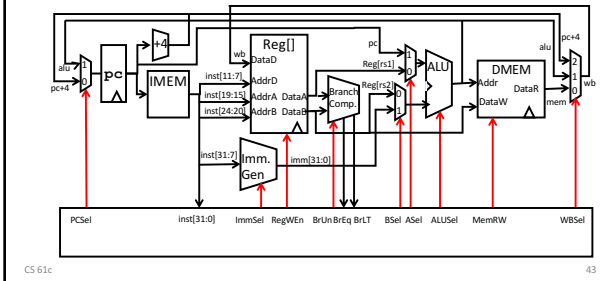 +4
pc+4
alu
1
0
pc+4
pc
IMEM
wb
Reg[]
DataD
inst[11:7]
AddrD
inst[19:15]
AddrA DataA
inst[24:20]
AddrB DataB
inst[31:7]
Imm.
Gen
imm[31:0]
Branch
Comp.
pc
Reg[rs1]
1
0
Reg[rs2]
0
1
ALU
DMEM
Addr
DataR
DataW
mem
alu
2
1
0
wb
PCSel
inst[31:0]
ImmSel
RegWEn
BrUn BrEq BrLT
BSel
ASel
ALUSel
MemRW
WBSel
CS 61c
43